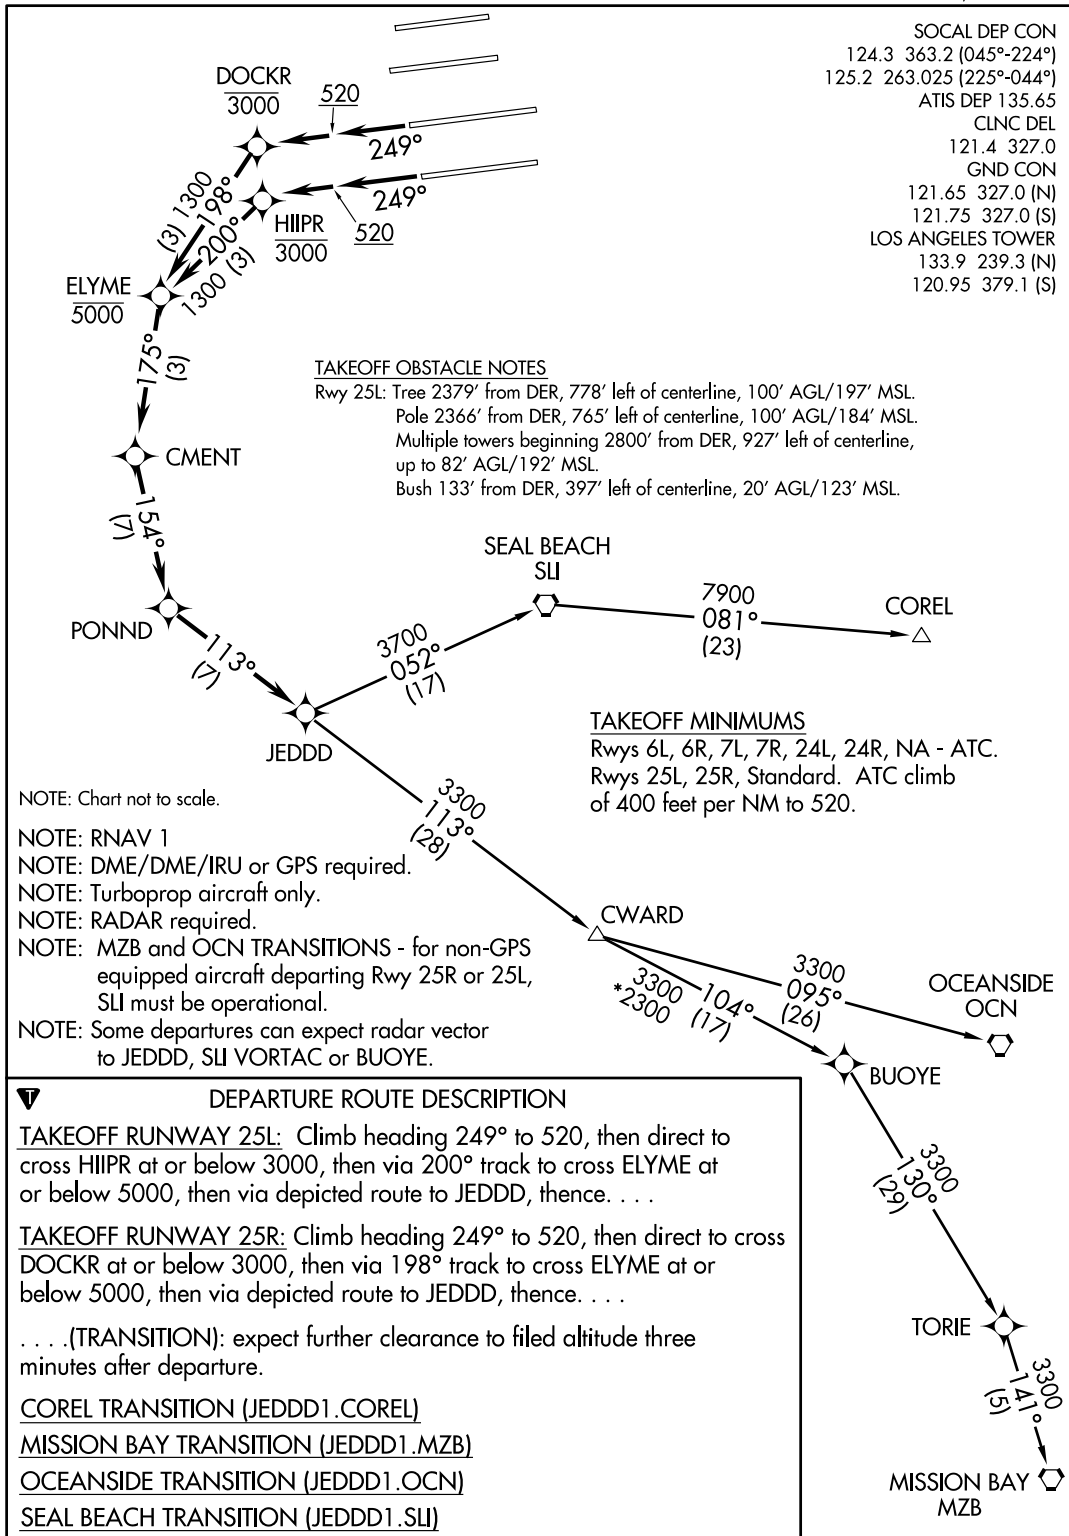 SOCAL DEP CON
124.3 363.2 (045°-224°)
125.2 263.025 (225°-044°)
ATIS DEP 135.65
CLNC DEL
121.4 327.0
GND CON
121.65 327.0 (N)
121.75 327.0 (S)
LOS ANGELES TOWER
133.9 239.3 (N)
120.95 379.1 (S)
DOCKR
3000
520
249°
249°
520
HIIPR
3000
1300
198°
(3)
200°
1300 (3)
ELYME
5000
175°
(3)
CMENT
154°
(7)
PONND
113°
(7)
JEDDD
TAKEOFF OBSTACLE NOTES
Rwy 25L: Tree 2379' from DER, 778' left of centerline, 100' AGL/197' MSL.
Pole 2366' from DER, 765' left of centerline, 100' AGL/184' MSL.
Multiple towers beginning 2800' from DER, 927' left of centerline,
up to 82' AGL/192' MSL.
Bush 133' from DER, 397' left of centerline, 20' AGL/123' MSL.
SEAL BEACH
SLI
3700
052°
(17)
7900
081°
(23)
COREL
TAKEOFF MINIMUMS
Rwys 6L, 6R, 7L, 7R, 24L, 24R, NA - ATC.
Rwys 25L, 25R, Standard. ATC climb
of 400 feet per NM to 520.
3300
113°
(28)
CWARD
3300
095°
(26)
OCEANSIDE
OCN
3300
*2300
104°
(17)
BUOYE
3300
130°
(29)
TORIE
3300
141°
(5)
MISSION BAY
MZB
NOTE: Chart not to scale.
NOTE: RNAV 1
NOTE: DME/DME/IRU or GPS required.
NOTE: Turboprop aircraft only.
NOTE: RADAR required.
NOTE: MZB and OCN TRANSITIONS - for non-GPS
equipped aircraft departing Rwy 25R or 25L,
SLI must be operational.
NOTE: Some departures can expect radar vector
to JEDDD, SLI VORTAC or BUOYE.
T
DEPARTURE ROUTE DESCRIPTION
TAKEOFF RUNWAY 25L: Climb heading 249° to 520, then direct to
cross HIIPR at or below 3000, then via 200° track to cross ELYME at
or below 5000, then via depicted route to JEDDD, thence. . . .
TAKEOFF RUNWAY 25R: Climb heading 249° to 520, then direct to cross
DOCKR at or below 3000, then via 198° track to cross ELYME at or
below 5000, then via depicted route to JEDDD, thence. . . .
. . . .(TRANSITION): expect further clearance to filed altitude three
minutes after departure.
COREL TRANSITION (JEDDD1.COREL)
MISSION BAY TRANSITION (JEDDD1.MZB)
OCEANSIDE TRANSITION (JEDDD1.OCN)
SEAL BEACH TRANSITION (JEDDD1.SLI)